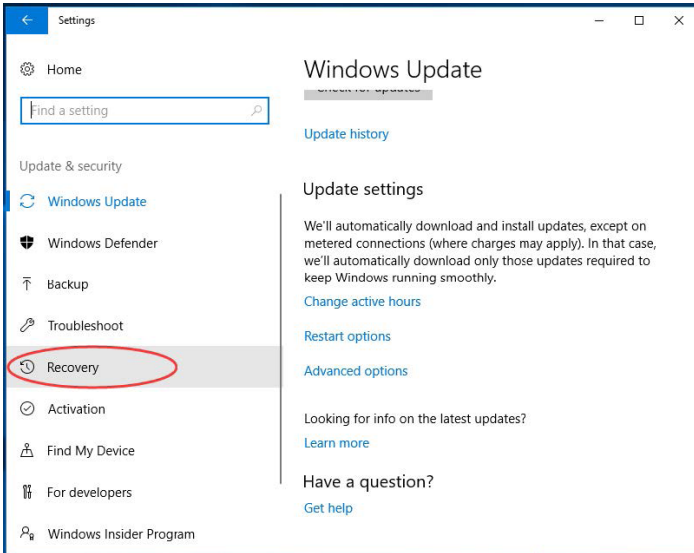 Settings
Home
Find a setting
Update & security
Windows Update
Windows Defender
Backup
Troubleshoot
Recovery
Activation
Find My Device
For developers
Windows Insider Program
Windows Update
Check for updates
Update history
Update settings
We'll automatically download and install updates, except on
metered connections (where charges may apply). In that case,
we'll automatically download only those updates required to
keep Windows running smoothly.
Change active hours
Restart options
Advanced options
Looking for info on the latest updates?
Learn more
Have a question?
Get help